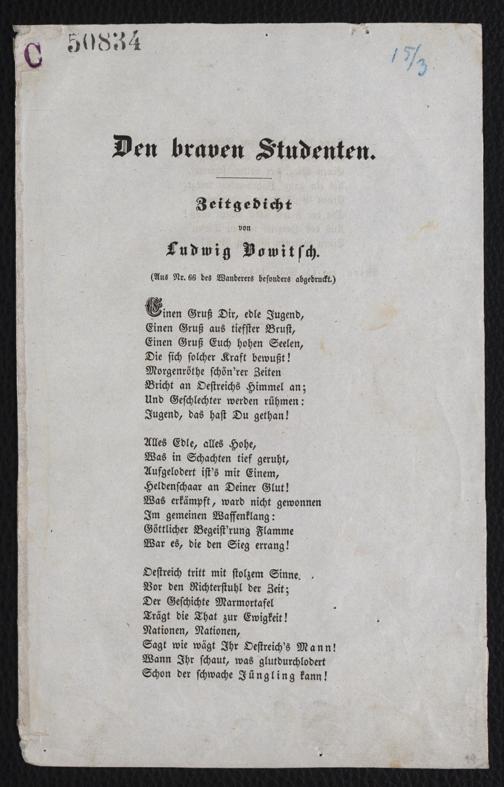 C 50834
15/3
Den braven Studenten.
Zeitgedicht
von
Ludwig Bowitsch.
(Aus Nr. 66 des Wanderers besonders abgedruckt.)
Einen Gruß Dir, edle Jugend,
Einen Gruß aus tiefster Brust,
Einen Gruß Euch hohen Seelen,
Die sich solcher Kraft bewußt!
Morgenröthe schön'rer Zeiten
Bricht an Oestreichs Himmel an;
Und Geschlechter werden rühmen:
Jugend, das hast Du gethan!
Alles Edle, alles Hohe,
Was in Schachten tief geruht,
Aufgelodert ist's mit Einem,
Heldenschaar an Deiner Glut!
Was erkämpft, ward nicht gewonnen
Im gemeinen Waffenklang:
Göttlicher Begeist'rung Flamme
War es, die den Sieg errang!
Oestreich tritt mit stolzem Sinne
Vor den Richterstuhl der Zeit;
Der Geschichte Marmortafel
Trägt die That zur Ewigkeit!
Nationen, Nationen,
Sagt wie wägt Ihr Oestreich's Mann!
Wann Ihr schaut, was glutdurchlodert
Schon der schwache Jüngling kann!